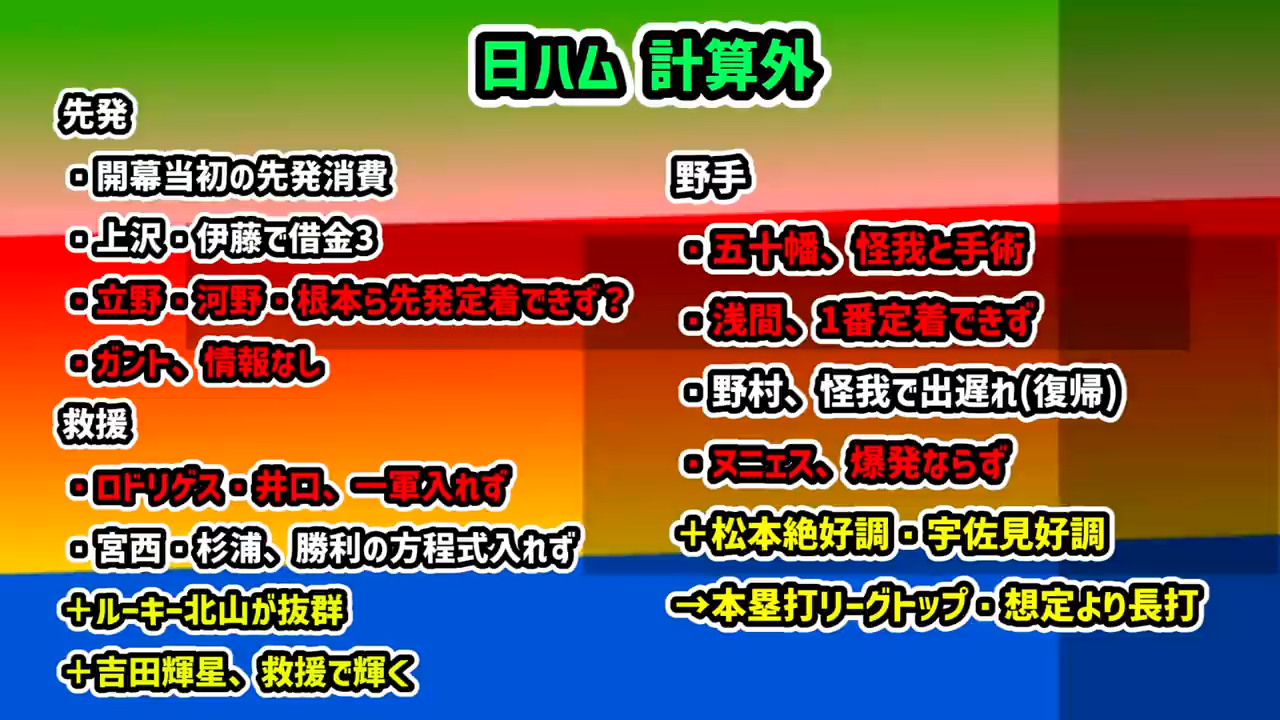 日ハム 計算外
先発
・開幕当初の先発消費
・上沢・伊藤で借金3
・立野・河野・根本ら先発定着できず？
・ガント、情報なし
救援
・ロドリゲス・井口、一軍入れず
・宮西・杉浦、勝利の方程式入れず
＋ルーキー北山が抜群
＋吉田輝星、救援で輝く
野手
・五十幡、怪我と手術
・浅間、1番定着できず
・野村、怪我で出遅れ(復帰)
・ヌニェス、爆発ならず
＋松本絶好調・宇佐見好調
→本塁打リーグトップ・想定より長打